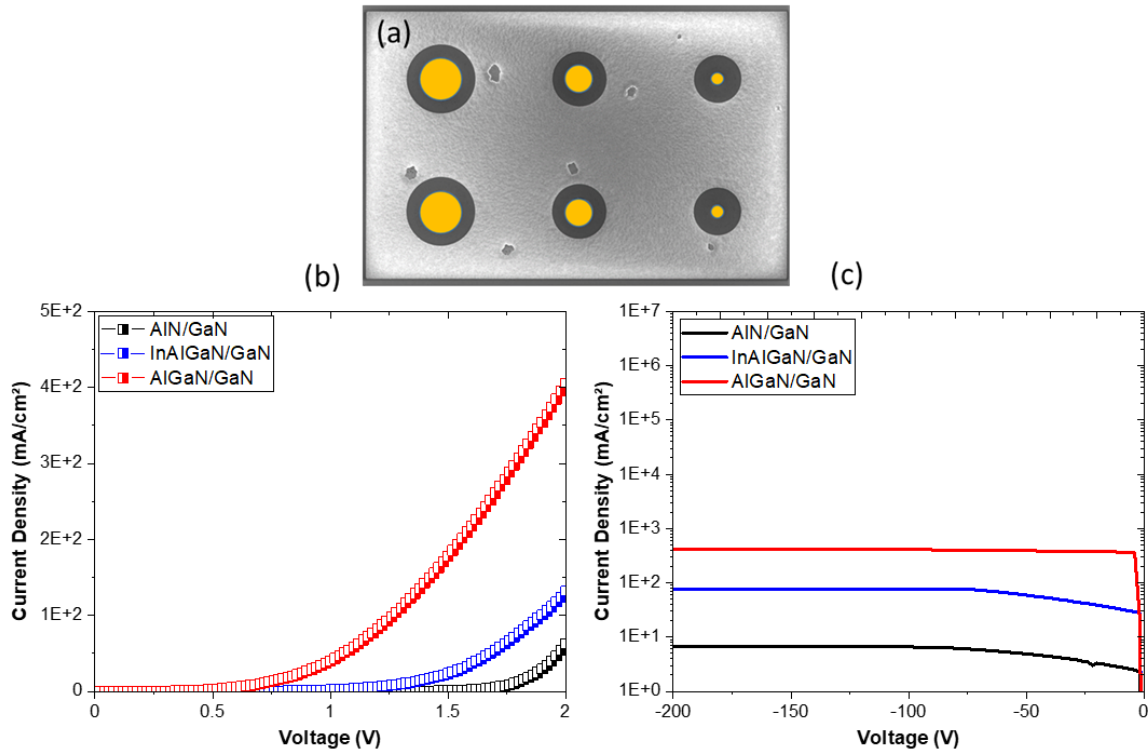 (a)
(b)
(c)
5E+2
4E+2
3E+2
2E+2
1E+2
0
Current Density (mA/cm²)
AlN/GaN
InAlGaN/GaN
AlGaN/GaN
0
0.5
1
1.5
2
Voltage (V)
1E+7
1E+6
1E+5
1E+4
1E+3
1E+2
1E+1
1E+0
Current Density (mA/cm²)
AlN/GaN
InAlGaN/GaN
AlGaN/GaN
-200
-150
-100
-50
0
Voltage (V)